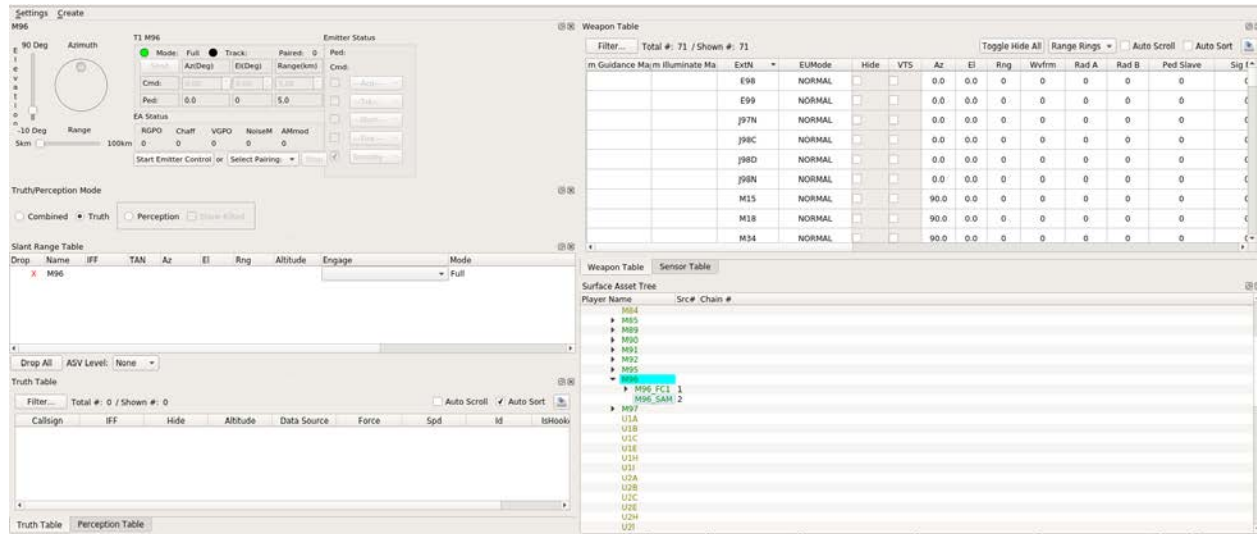 Settings Create
M96
90 Deg Azimuth
Elevation
-10 Deg Range
5km 100km
T1 M96
Mode: Full Track: Paired: 0
Az(Deg) El(Deg) Range(km)
Cmd:
Ped: 0.0 0 5.0
EA Status
RGPO Chaff VGPO NoiseM AMmod
0 0 0 0 0
Start Emitter Control or Select Pairing:
Emitter Status
Ped:
Cmd:
Truth/Perception Mode
Combined Truth Perception
Slant Range Table
Drop Name IFF TAN Az El Rng Altitude Engage Mode
X M96 Full
Drop All ASV Level: None
Truth Table
Filter... Total #: 0 / Shown #: 0 Auto Scroll Auto Sort
Callsign IFF Hide Altitude Data Source Force Spd Id IsHook
Truth Table Perception Table
Weapon Table
Filter... Total #: 71 / Shown #: 71 Toggle Hide All Range Rings Auto Scroll Auto Sort
m Guidance Ma m Illuminate Ma ExtN EUMode Hide VTS Az El Rng Wvfrm Rad A Rad B Ped Slave Sig
E98 NORMAL 0.0 0.0 0 0 0 0 0
E99 NORMAL 0.0 0.0 0 0 0 0 0
J97N NORMAL 0.0 0.0 0 0 0 0 0
J98C NORMAL 0.0 0.0 0 0 0 0 0
J98D NORMAL 0.0 0.0 0 0 0 0 0
J98N NORMAL 0.0 0.0 0 0 0 0 0
M15 NORMAL 90.0 0.0 0 0 0 0 0
M18 NORMAL 90.0 0.0 0 0 0 0 0
M34 NORMAL 90.0 0.0 0 0 0 0 0
Weapon Table Sensor Table
Surface Asset Tree
Player Name Src# Chain #
M84
M85
M89
M90
M91
M92
M95
M96
M96_FC1 1
M96_SAM 2
M97
U1A
U1B
U1C
U1E
U1H
U1I
U2A
U2B
U2C
U2E
U2H
U2I